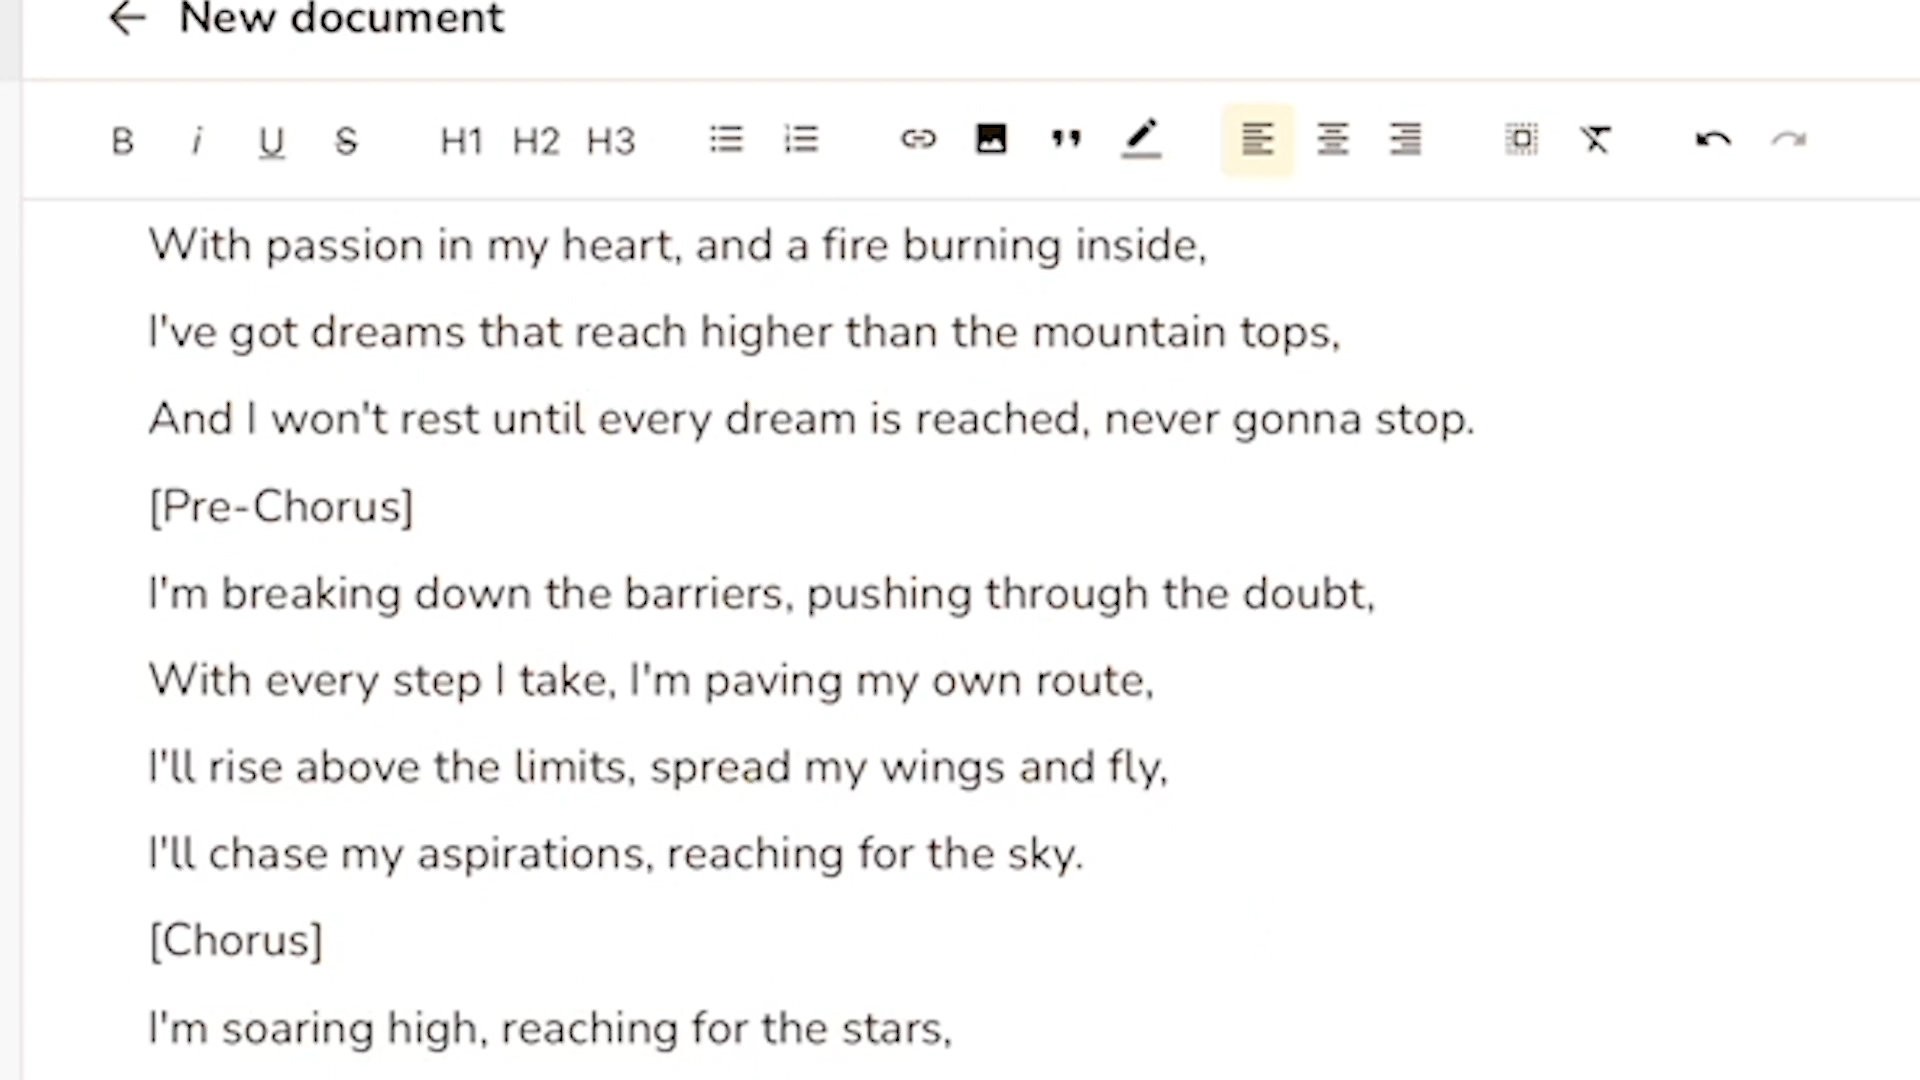 New document
B i U S H1 H2 H3
With passion in my heart, and a fire burning inside,
I've got dreams that reach higher than the mountain tops,
And I won't rest until every dream is reached, never gonna stop.
[Pre-Chorus]
I'm breaking down the barriers, pushing through the doubt,
With every step I take, I'm paving my own route,
I'll rise above the limits, spread my wings and fly,
I'll chase my aspirations, reaching for the sky.
[Chorus]
I'm soaring high, reaching for the stars,